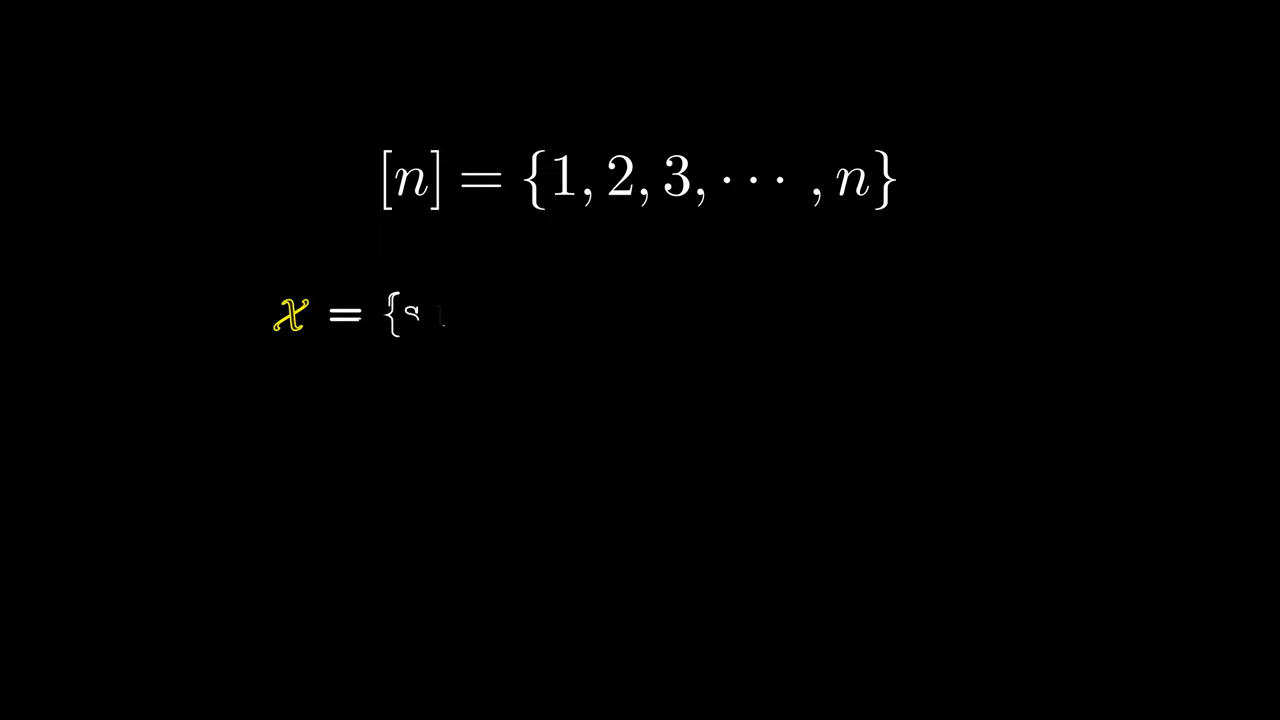 [n] = {1, 2, 3, ⋯ , n}
𝓧 = {s